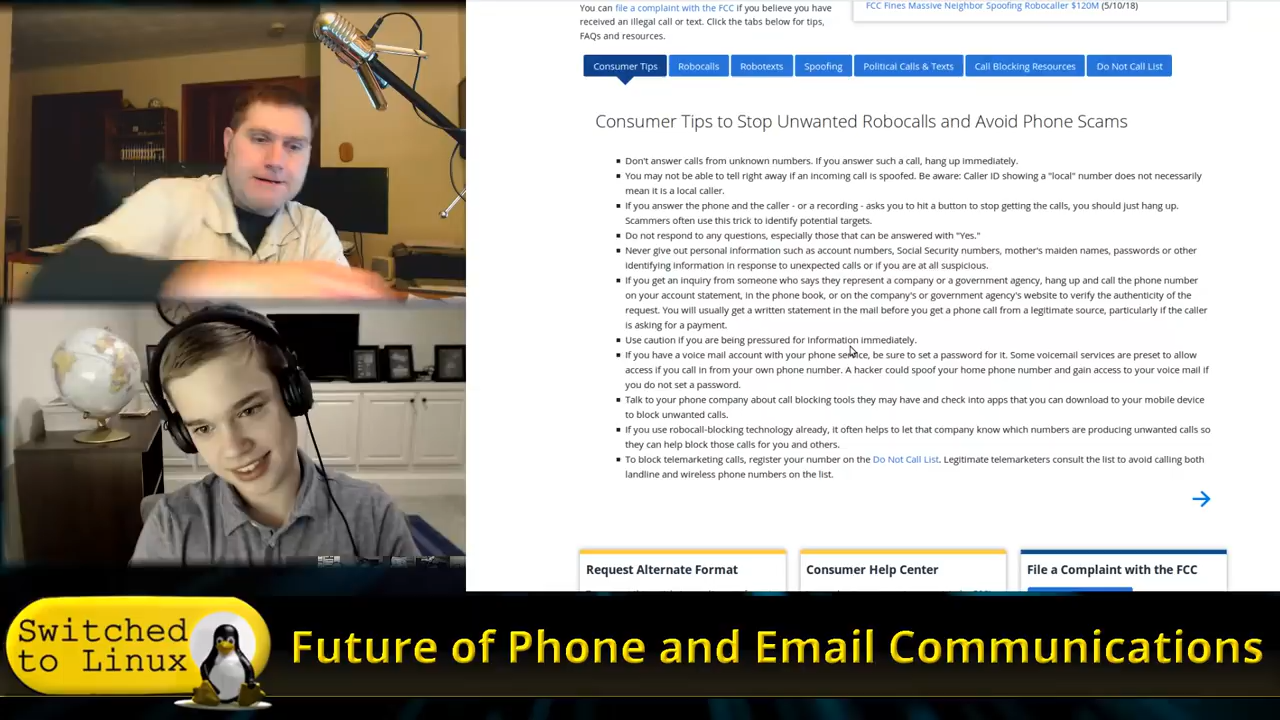 You can file a complaint with the FCC if you believe you have
received an illegal call or text. Click the tabs below for tips,
FAQs and resources.
FCC Fines Massive Neighbor Spoofing Robocaller $120M (5/10/18)
Consumer Tips
Robocalls
Robotexts
Spoofing
Political Calls & Texts
Call Blocking Resources
Do Not Call List
Consumer Tips to Stop Unwanted Robocalls and Avoid Phone Scams
Don't answer calls from unknown numbers. If you answer such a call, hang up immediately.
You may not be able to tell right away if an incoming call is spoofed. Be aware: Caller ID showing a "local" number does not necessarily
mean it is a local caller.
If you answer the phone and the caller - or a recording - asks you to hit a button to stop getting the calls, you should just hang up.
Scammers often use this trick to identify potential targets.
Do not respond to any questions, especially those that can be answered with "Yes."
Never give out personal information such as account numbers, Social Security numbers, mother's maiden names, passwords or other
identifying information in response to unexpected calls or if you are at all suspicious.
If you get an inquiry from someone who says they represent a company or a government agency, hang up and call the phone number
on your account statement, in the phone book, or on the company's or government agency's website to verify the authenticity of the
request. You will usually get a written statement in the mail before you get a phone call from a legitimate source, particularly if the caller
is asking for a payment.
Use caution if you are being pressured for information immediately.
If you have a voice mail account with your phone service, be sure to set a password for it. Some voicemail services are preset to allow
access if you call in from your own phone number. A hacker could spoof your home phone number and gain access to your voice mail if
you do not set a password.
Talk to your phone company about call blocking tools they may have and check into apps that you can download to your mobile device
to block unwanted calls.
If you use robocall-blocking technology already, it often helps to let that company know which numbers are producing unwanted calls so
they can help block those calls for you and others.
To block telemarketing calls, register your number on the Do Not Call List. Legitimate telemarketers consult the list to avoid calling both
landline and wireless phone numbers on the list.
Request Alternate Format
Consumer Help Center
File a Complaint with the FCC
Switched
to Linux
Future of Phone and Email Communications